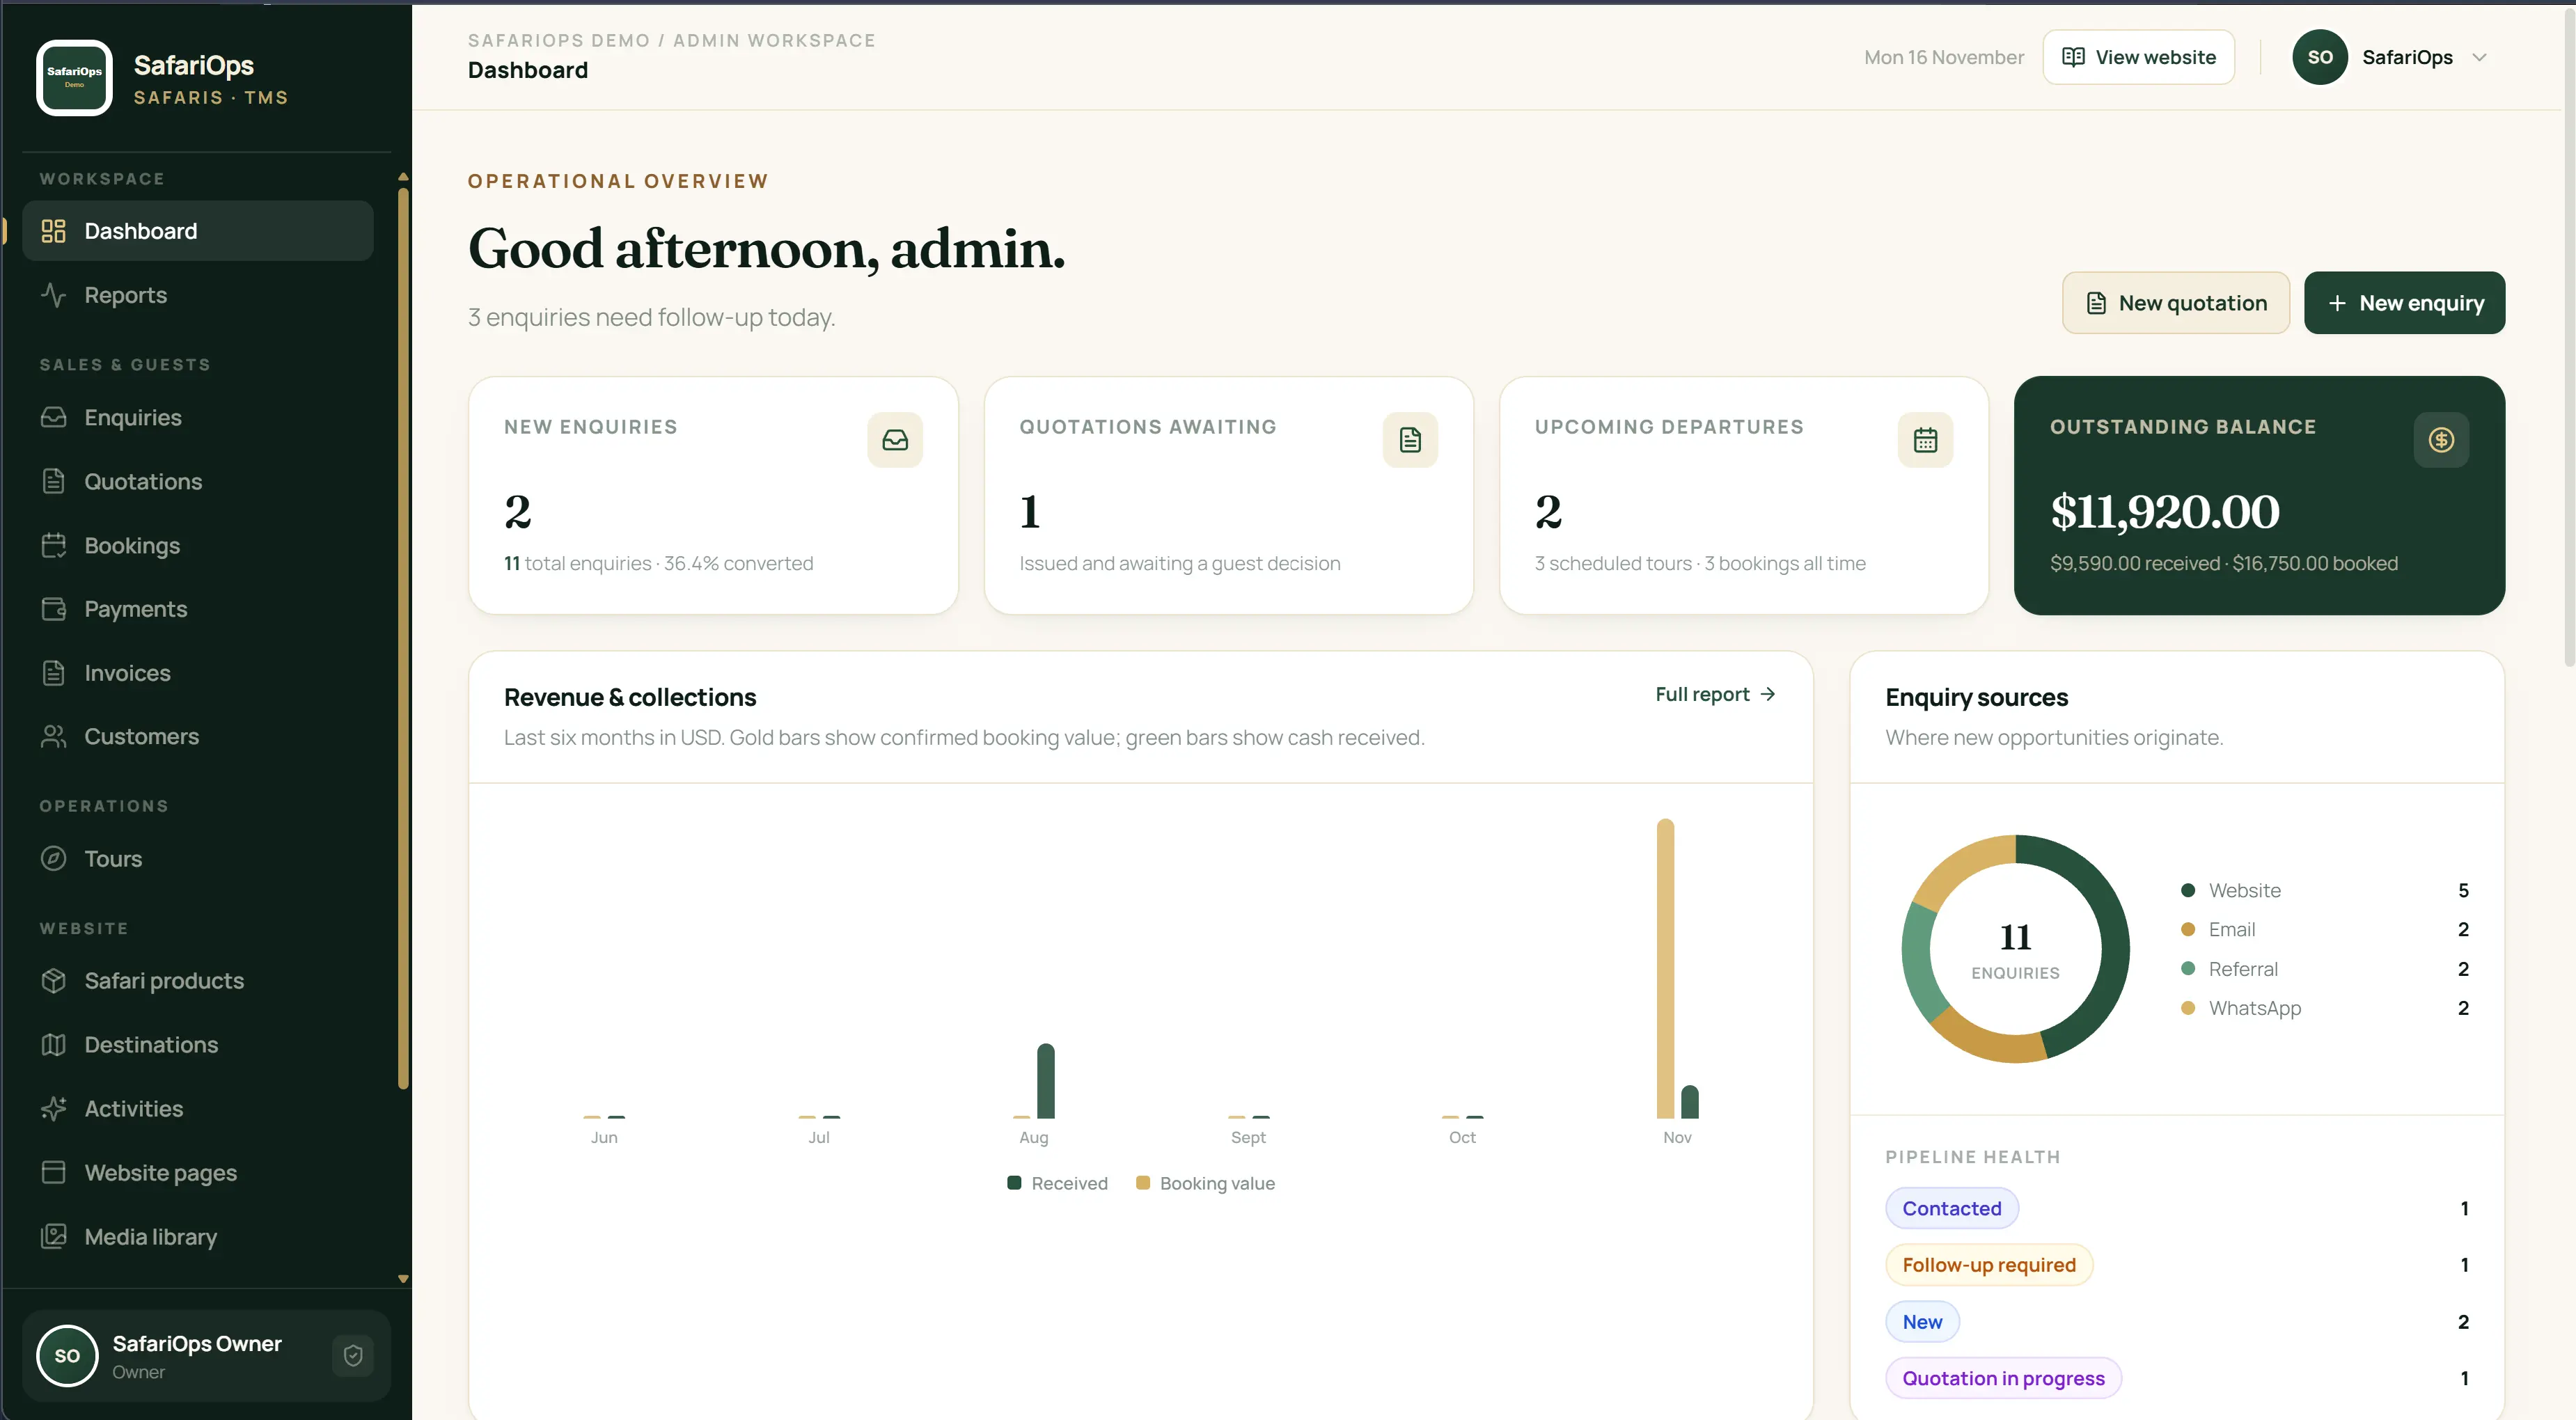 SafariOps
Demo
SafariOps
SAFARIS · TMS
WORKSPACE
Dashboard
Reports
SALES & GUESTS
Enquiries
Quotations
Bookings
Payments
Invoices
Customers
OPERATIONS
Tours
WEBSITE
Safari products
Destinations
Activities
Website pages
Media library
SO
SafariOps Owner
Owner
SAFARIOPS DEMO / ADMIN WORKSPACE
Dashboard
Mon 16 November
View website
SO
SafariOps
OPERATIONAL OVERVIEW
Good afternoon, admin.
3 enquiries need follow-up today.
New quotation
New enquiry
NEW ENQUIRIES
2
11 total enquiries · 36.4% converted
QUOTATIONS AWAITING
1
Issued and awaiting a guest decision
UPCOMING DEPARTURES
2
3 scheduled tours · 3 bookings all time
OUTSTANDING BALANCE
$11,920.00
$9,590.00 received · $16,750.00 booked
Revenue & collections
Full report →
Last six months in USD. Gold bars show confirmed booking value; green bars show cash received.
Jun
Jul
Aug
Sept
Oct
Nov
Received
Booking value
Enquiry sources
Where new opportunities originate.
11
ENQUIRIES
Website 5
Email 2
Referral 2
WhatsApp 2
PIPELINE HEALTH
Contacted 1
Follow-up required 1
New 2
Quotation in progress 1